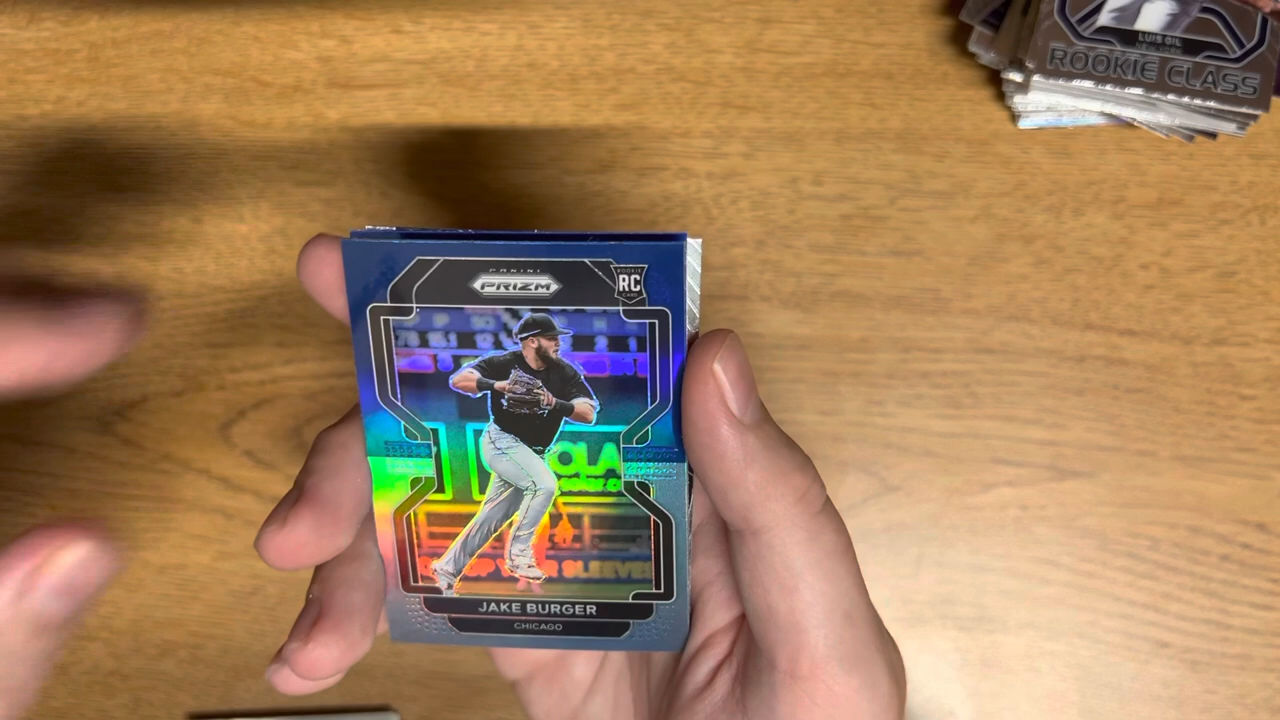 LUIS GIL
ROOKIE CLASS
PANINI
PRIZM
ROOKIE
RC
CARD
JAKE BURGER
CHICAGO